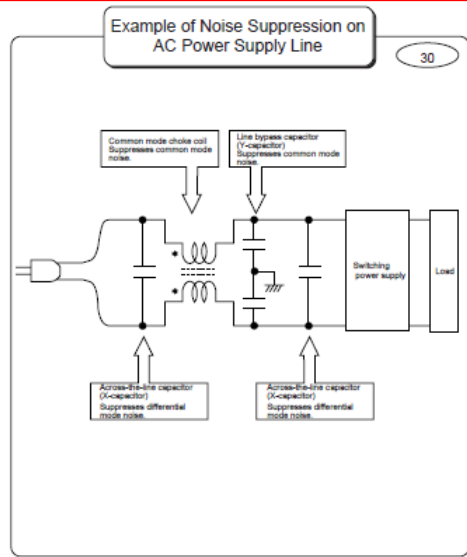 Example of Noise Suppression on
AC Power Supply Line
30
Common mode choke coil
Suppresses common mode
noise.
Line bypass capacitor
(Y-capacitor)
Suppresses common mode
noise.
Switching
power supply
Load
Across-the-line capacitor
(X-capacitor)
Suppresses differential
mode noise.
Across-the-line capacitor
(X-capacitor)
Suppresses differential
mode noise.